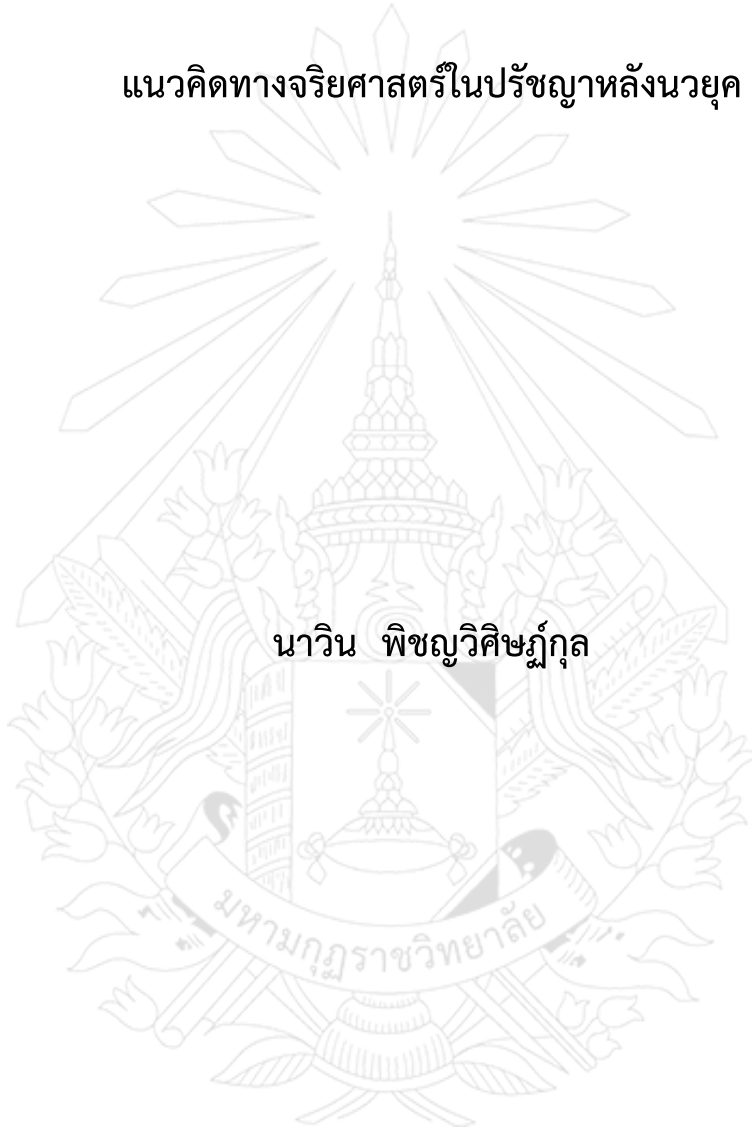 แนวคิดทางจริยศาสตร์ในปรัชญาหลังนวยุค
นาวิน พิชญวิศิษฏ์กุล
มหามกุฏราชวิทยาลัย